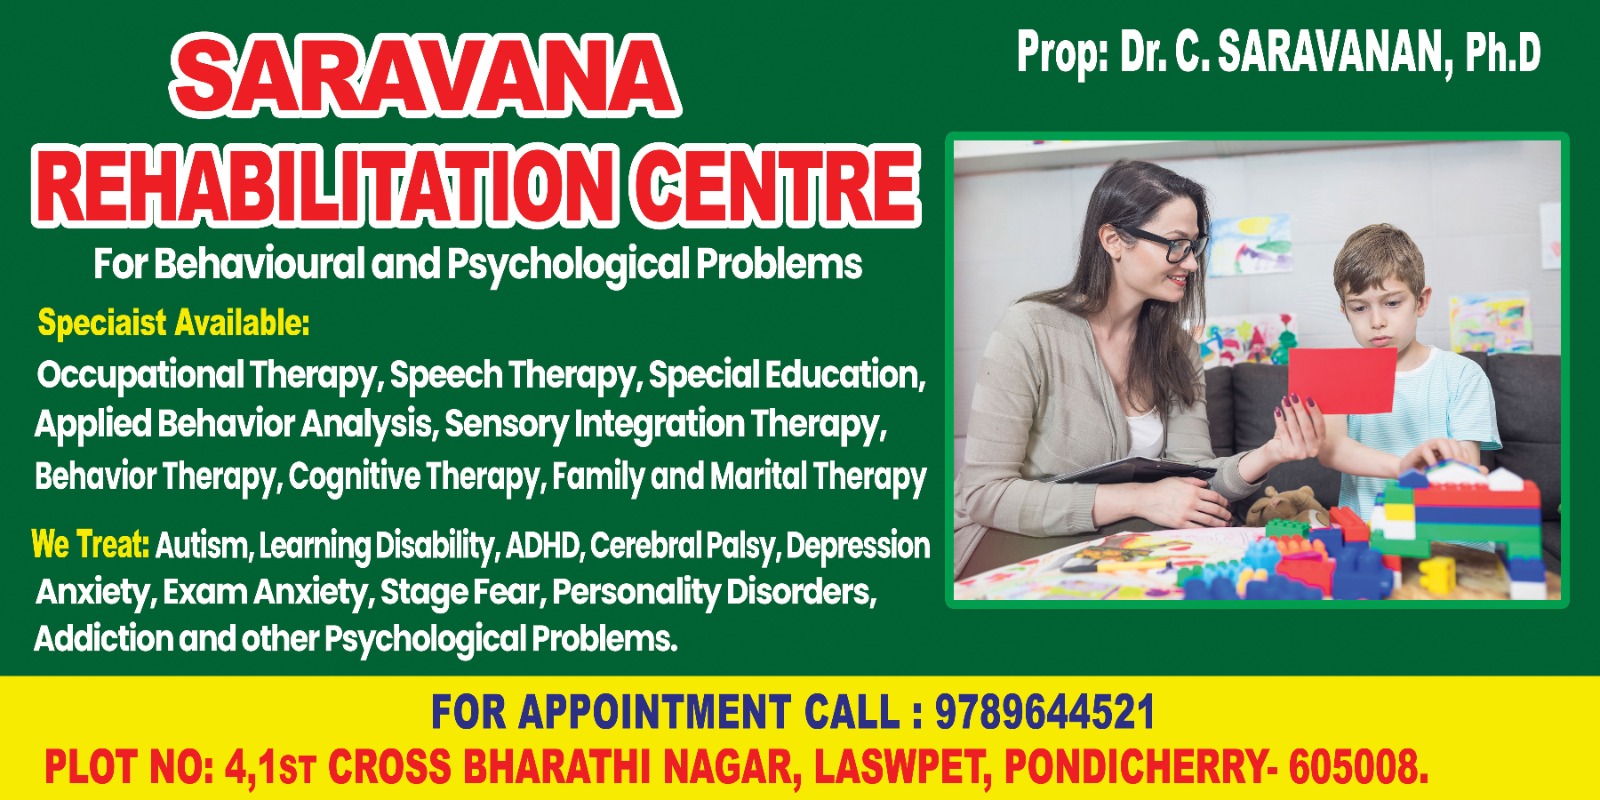 SARAVANA
REHABILITATION CENTRE
For Behavioural and Psychological Problems
Prop: Dr. C. SARAVANAN, Ph.D
Speciaist Available:
Occupational Therapy, Speech Therapy, Special Education,
Applied Behavior Analysis, Sensory Integration Therapy,
Behavior Therapy, Cognitive Therapy, Family and Marital Therapy
We Treat: Autism, Learning Disability, ADHD, Cerebral Palsy, Depression
Anxiety, Exam Anxiety, Stage Fear, Personality Disorders,
Addiction and other Psychological Problems.
FOR APPOINTMENT CALL : 9789644521
PLOT NO: 4,1ST CROSS BHARATHI NAGAR, LASWPET, PONDICHERRY- 605008.